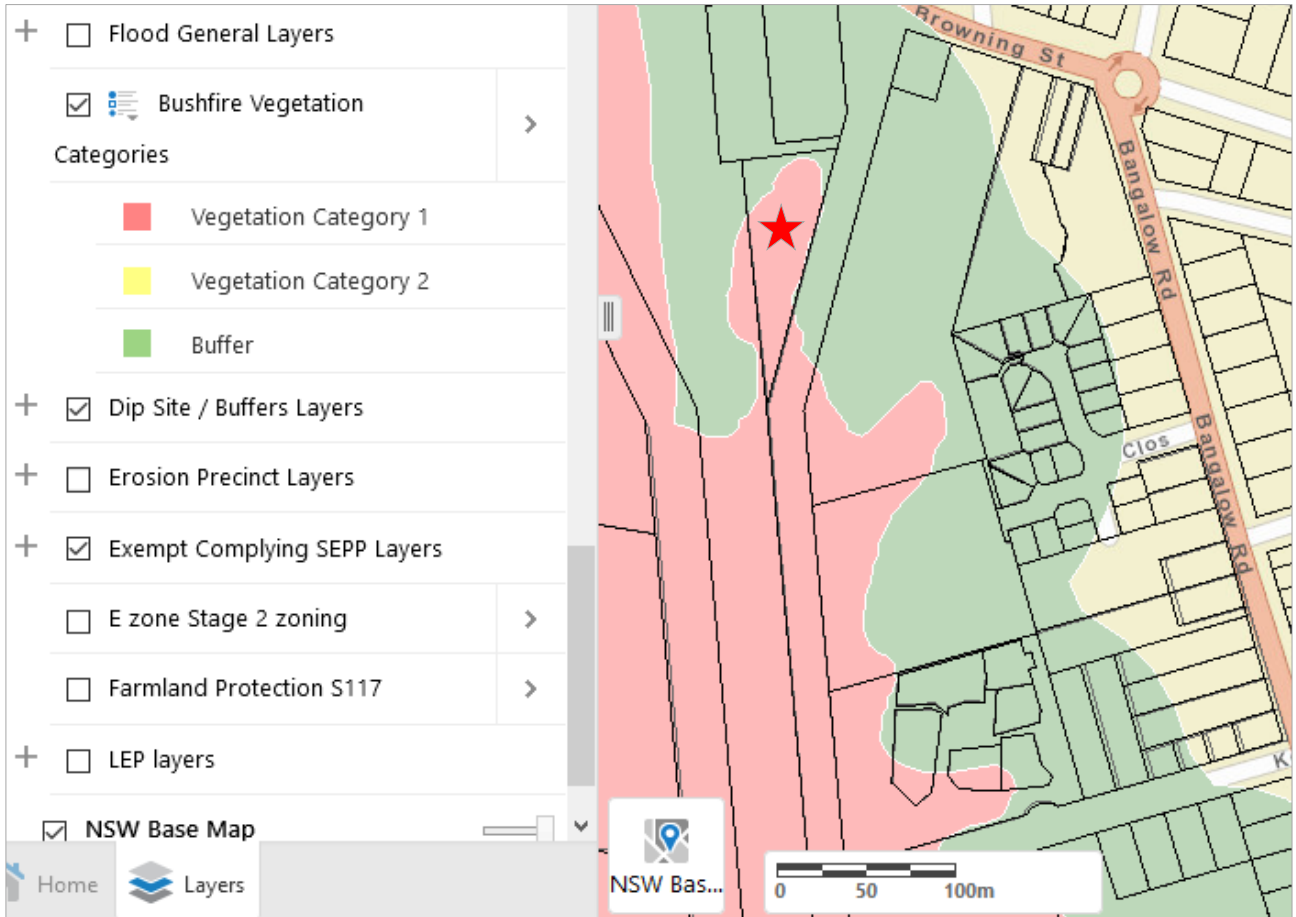 Flood General Layers
Bushfire Vegetation
Categories
Vegetation Category 1
Vegetation Category 2
Buffer
Dip Site / Buffers Layers
Erosion Precinct Layers
Exempt Complying SEPP Layers
E zone Stage 2 zoning
Farmland Protection S117
LEP layers
NSW Base Map
Home
Layers
Browning St
Bangalow Rd
Clos
Bangalow Rd
NSW Bas...
0 50 100m